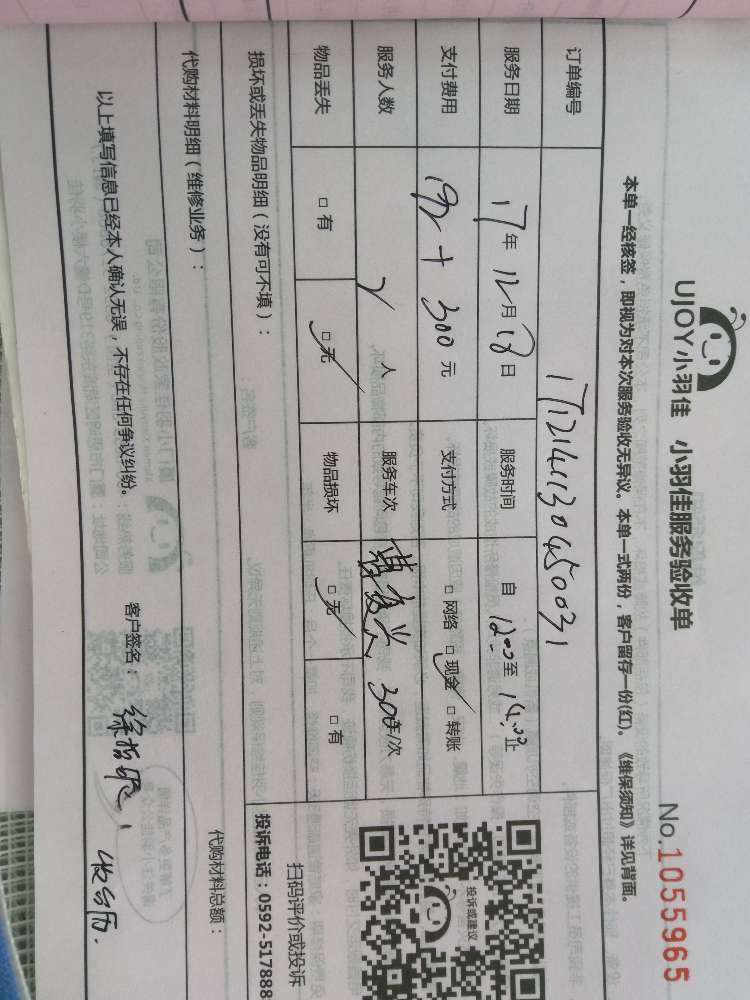 UJOY小羽佳 小羽佳服务验收单
No.1055965
本单一经核签，即视为对本次服务验收无异议。本单一式两份，客户留存一份(红)。《维保须知》详见背面。
订单编号
服务日期 17年12月18日 服务时间 自12:00至14:00止
支付费用 192+300元 支付方式 □网络 □现金 □转账
服务人数 2人 服务车次 30车/次
物品丢失 □有 □无 物品损坏 □无 □有
损坏或丢失物品明细（没有可不填）：
投诉或建议
扫码评价或投诉
投诉电话：0592-517888
代购材料明细（维修业务）：
代购材料总额：
以上填写信息已经本人确认无误，不存在任何争议纠纷。 客户签名：